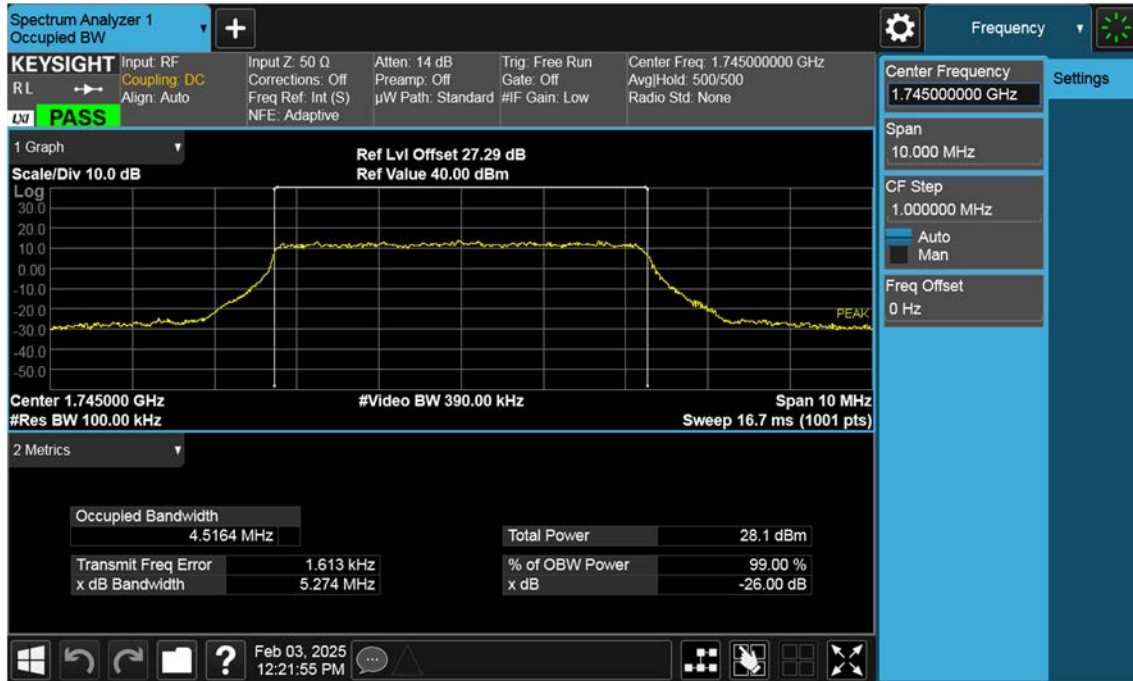 Spectrum Analyzer 1
Occupied BW
+
Frequency
KEYSIGHT
R L
LXI
PASS
Input: RF
Coupling: DC
Align: Auto
Input Z: 50 Ω
Corrections: Off
Freq Ref: Int (S)
NFE: Adaptive
Atten: 14 dB
Preamp: Off
µW Path: Standard
Trig: Free Run
Gate: Off
#IF Gain: Low
Center Freq: 1.745000000 GHz
Avg|Hold: 500/500
Radio Std: None
1 Graph
Scale/Div 10.0 dB
Ref Lvl Offset 27.29 dB
Ref Value 40.00 dBm
Log
30.0
20.0
10.0
0.00
-10.0
-20.0
-30.0
-40.0
-50.0
PEAK
Center 1.745000 GHz
#Video BW 390.00 kHz
Span 10 MHz
#Res BW 100.00 kHz
Sweep 16.7 ms (1001 pts)
2 Metrics
Occupied Bandwidth
4.5164 MHz
Transmit Freq Error 1.613 kHz
x dB Bandwidth 5.274 MHz
Total Power 28.1 dBm
% of OBW Power 99.00 %
x dB -26.00 dB
Center Frequency
1.745000000 GHz
Span
10.000 MHz
CF Step
1.000000 MHz
Auto
Man
Freq Offset
0 Hz
Settings
?
Feb 03, 2025
12:21:55 PM